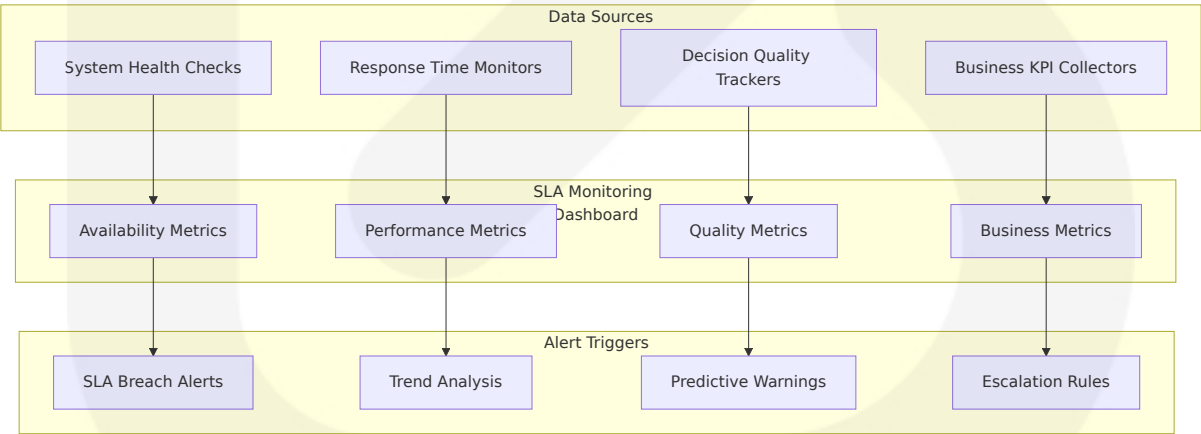 Data Sources
System Health Checks
Response Time Monitors
Decision Quality
Trackers
Business KPI Collectors
SLA Monitoring
Dashboard
Availability Metrics
Performance Metrics
Quality Metrics
Business Metrics
Alert Triggers
SLA Breach Alerts
Trend Analysis
Predictive Warnings
Escalation Rules